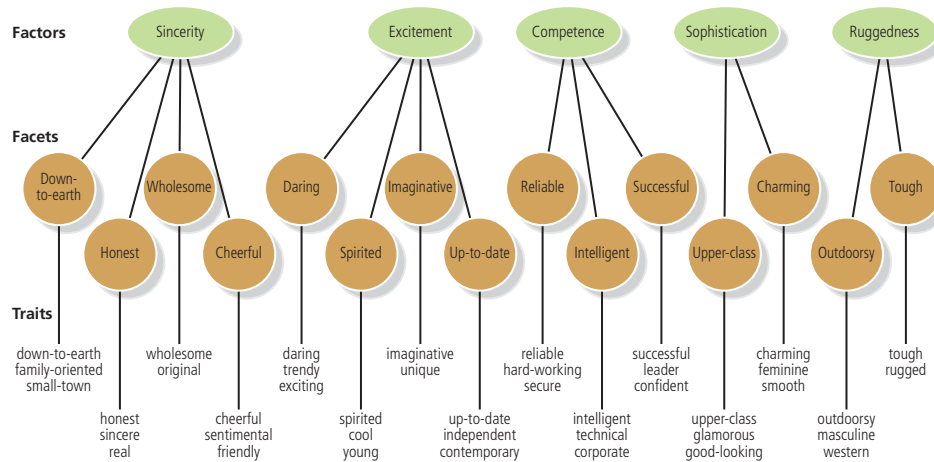 Factors
Sincerity
Excitement
Competence
Sophistication
Ruggedness
Facets
Down-
to-earth
Wholesome
Daring
Imaginative
Reliable
Successful
Charming
Tough
Honest
Cheerful
Spirited
Up-to-date
Intelligent
Upper-class
Outdoorsy
Traits
down-to-earth
family-oriented
small-town
wholesome
original
daring
trendy
exciting
imaginative
unique
reliable
hard-working
secure
successful
leader
confident
charming
feminine
smooth
tough
rugged
honest
sincere
real
cheerful
sentimental
friendly
spirited
cool
young
up-to-date
independent
contemporary
intelligent
technical
corporate
upper-class
glamorous
good-looking
outdoorsy
masculine
western